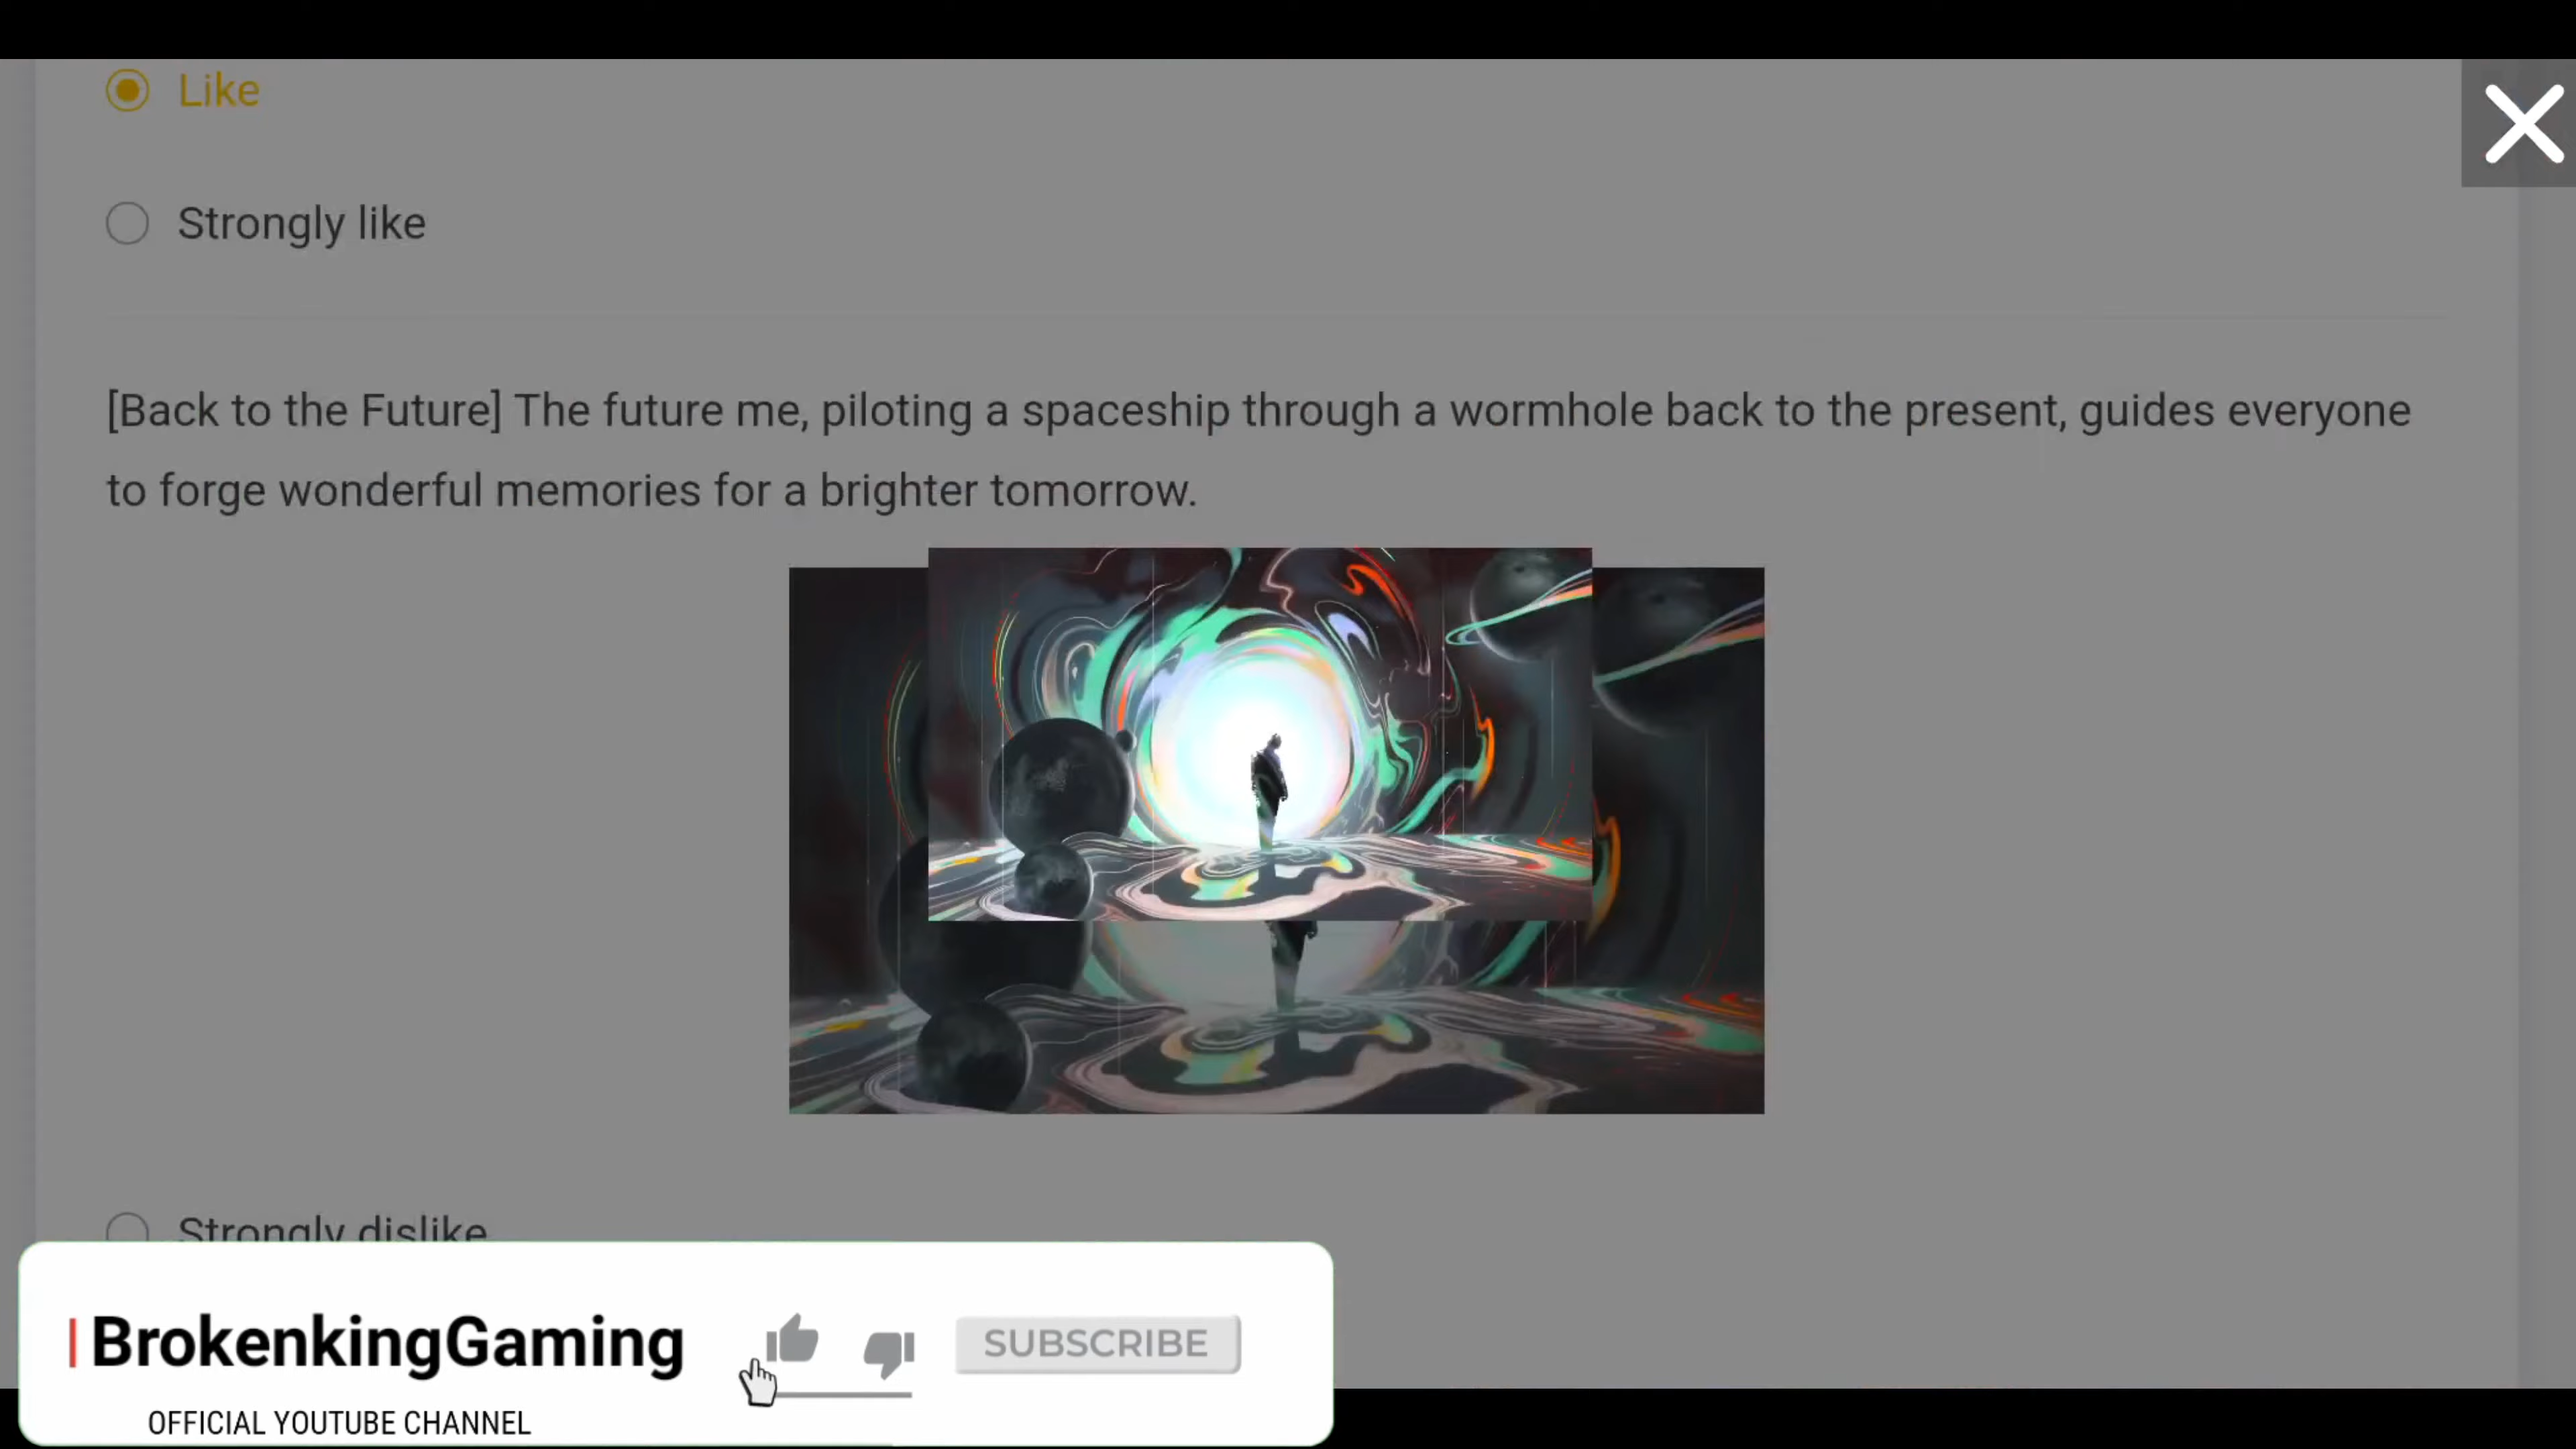 Like
Strongly like
[Back to the Future] The future me, piloting a spaceship through a wormhole back to the present, guides everyone
to forge wonderful memories for a brighter tomorrow.
Strongly dislike
BrokenkingGaming
SUBSCRIBE
OFFICIAL YOUTUBE CHANNEL